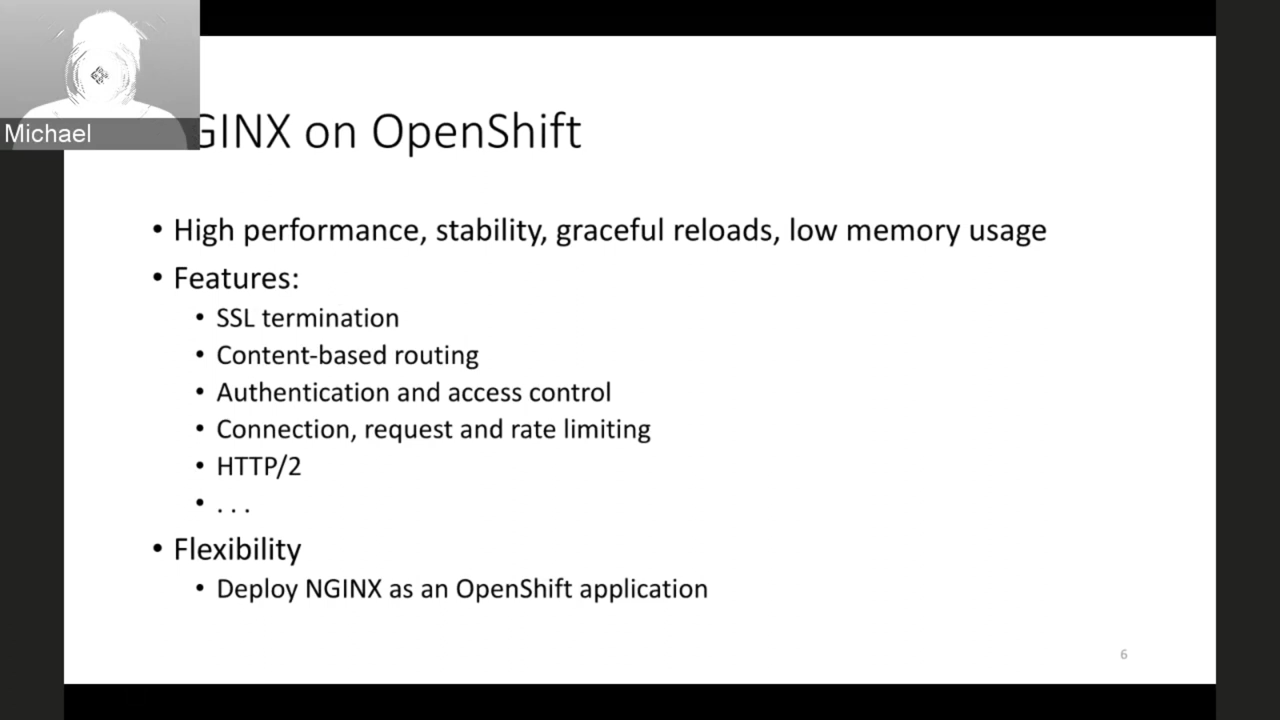 Michael
GINX on OpenShift
• High performance, stability, graceful reloads, low memory usage
• Features:
• SSL termination
• Content-based routing
• Authentication and access control
• Connection, request and rate limiting
• HTTP/2
• . . .
• Flexibility
• Deploy NGINX as an OpenShift application
6